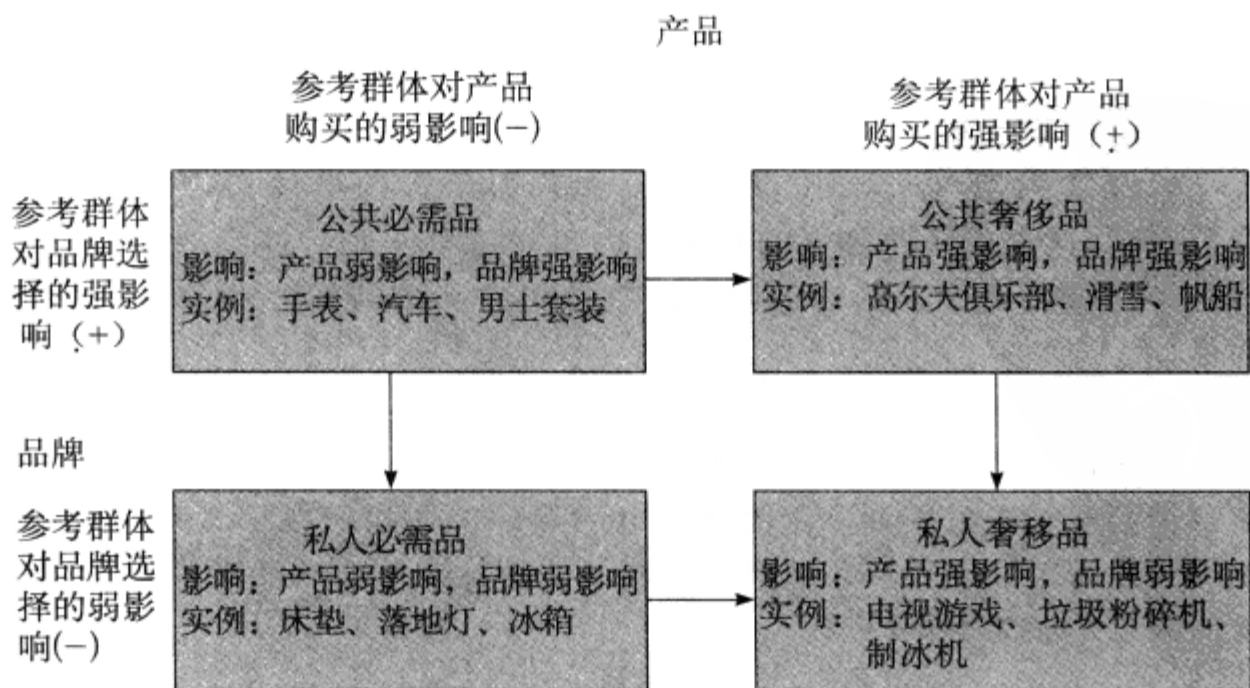 产品
参考群体对产品
购买的弱影响(—)
参考群体对产品
购买的强影响（+）
参考群体
对品牌选
择的强影
响（+）
公共必需品
影响：产品弱影响，品牌强影响
实例：手表、汽车、男士套装
公共奢侈品
影响：产品强影响，品牌强影响
实例：高尔夫俱乐部、滑雪、帆船
品牌
参考群体
对品牌选
择的弱影
响(—)
私人必需品
影响：产品弱影响，品牌弱影响
实例：床垫、落地灯、冰箱
私人奢移品
影响：产品强影响，品牌弱影响
实例：电视游戏、垃圾粉碎机、
制冰机